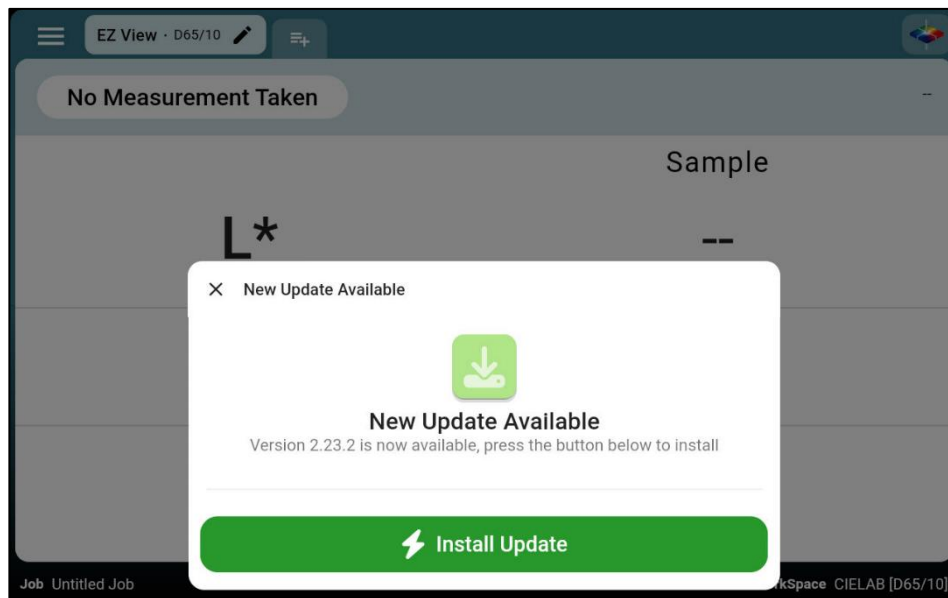 EZ View · D65/10
No Measurement Taken
--
Sample
L*
--
New Update Available
New Update Available
Version 2.23.2 is now available, press the button below to install
Install Update
Job Untitled Job
kSpace CIELAB [D65/10]